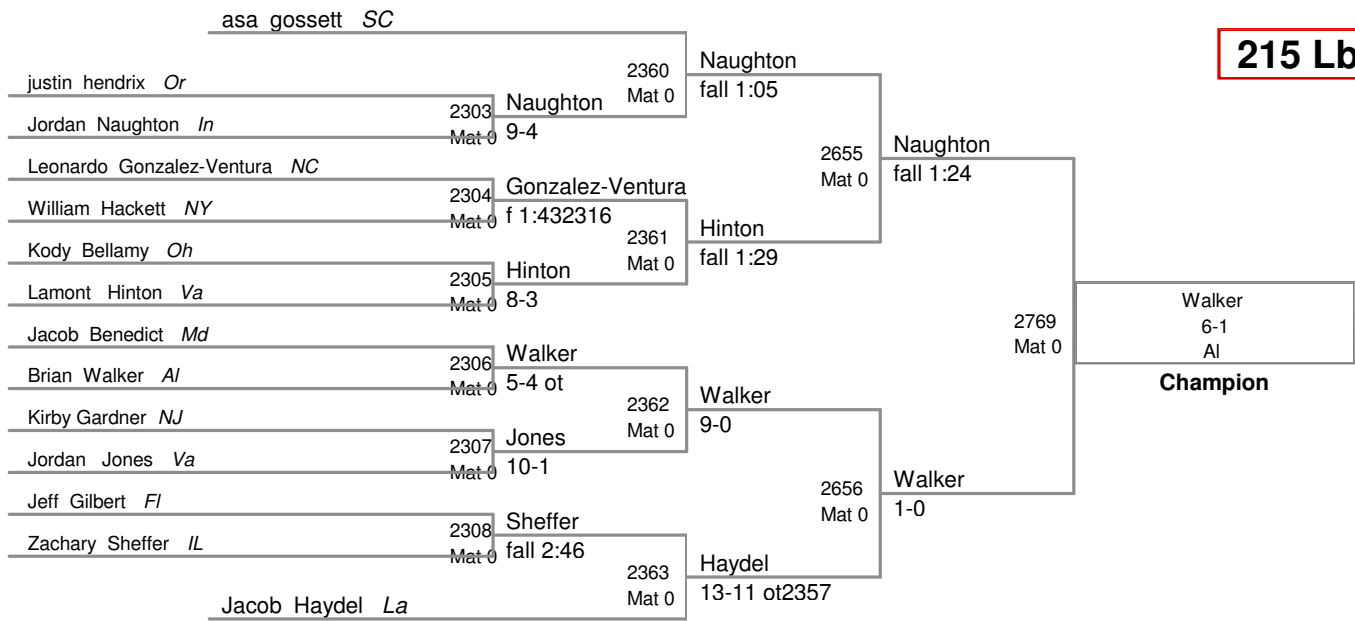 asa gossett SC
215 Lb
justin hendrix Or
Jordan Naughton In
2303
Mat 0
Naughton
9-4
2360
Mat 0
Naughton
fall 1:05
Leonardo Gonzalez-Ventura NC
William Hackett NY
2304
Mat 0
Gonzalez-Ventura
f 1:432316
Kody Bellamy Oh
Lamont Hinton Va
2305
Mat 0
Hinton
8-3
2361
Mat 0
Hinton
fall 1:29
2655
Mat 0
Naughton
fall 1:24
Jacob Benedict Md
Brian Walker Al
2306
Mat 0
Walker
5-4 ot
Kirby Gardner NJ
Jordan Jones Va
2307
Mat 0
Jones
10-1
2362
Mat 0
Walker
9-0
Jeff Gilbert Fl
Zachary Sheffer IL
2308
Mat 0
Sheffer
fall 2:46
Jacob Haydel La
2363
Mat 0
Haydel
13-11 ot2357
2656
Mat 0
Walker
1-0
2769
Mat 0
Walker
6-1
Al
Champion